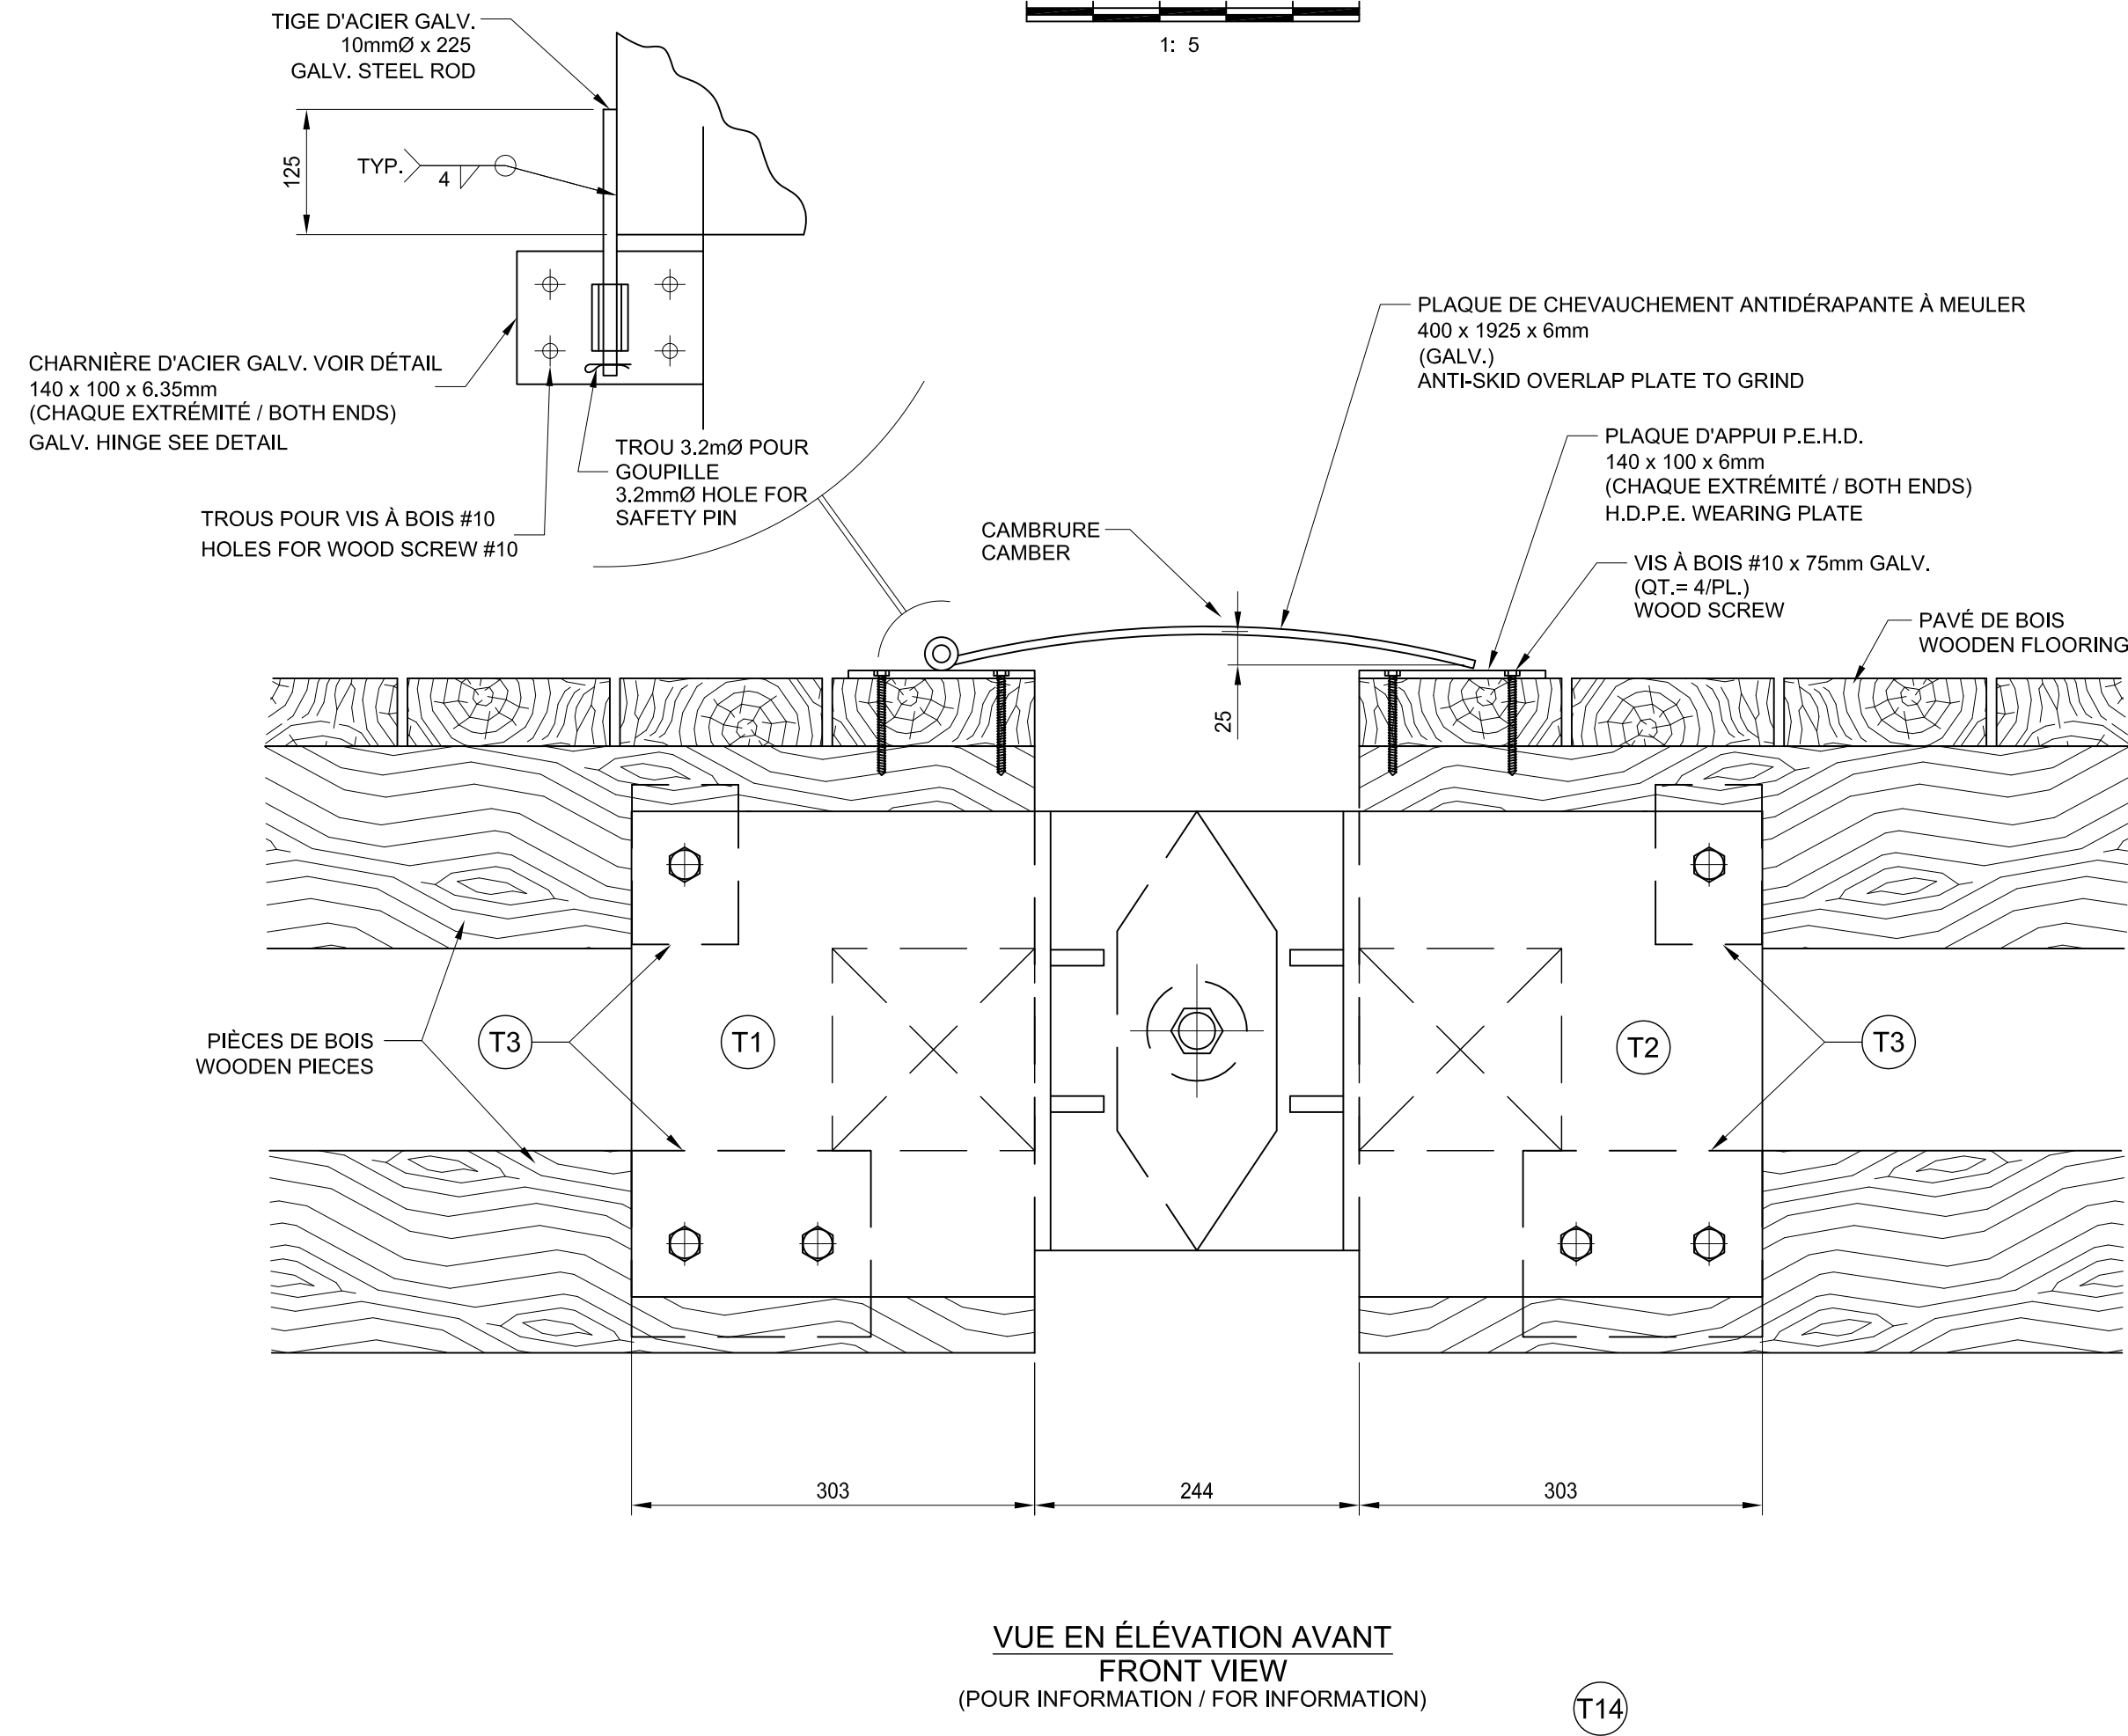 TIGE D'ACIER GALV.
10mmØ x 225
GALV. STEEL ROD
1: 5
125
TYP.
4
CHARNIÈRE D'ACIER GALV. VOIR DÉTAIL
140 x 100 x 6.35mm
(CHAQUE EXTRÉMITÉ / BOTH ENDS)
GALV. HINGE SEE DETAIL
TROUS POUR VIS À BOIS #10
HOLES FOR WOOD SCREW #10
TROU 3.2mØ POUR
GOUPILLE
3.2mmØ HOLE FOR
SAFETY PIN
PLAQUE DE CHEVAUCHEMENT ANTIDÉRAPANTE À MEULER
400 x 1925 x 6mm
(GALV.)
ANTI-SKID OVERLAP PLATE TO GRIND
PLAQUE D'APPUI P.E.H.D.
140 x 100 x 6mm
(CHAQUE EXTRÉMITÉ / BOTH ENDS)
H.D.P.E. WEARING PLATE
CAMBRURE
CAMBER
VIS À BOIS #10 x 75mm GALV.
(QT.= 4/PL.)
WOOD SCREW
PAVÉ DE BOIS
WOODEN FLOORING
25
PIÈCES DE BOIS
WOODEN PIECES
T3
T1
T2
T3
303
244
303
VUE EN ÉLÉVATION AVANT
FRONT VIEW
(POUR INFORMATION / FOR INFORMATION)
T14